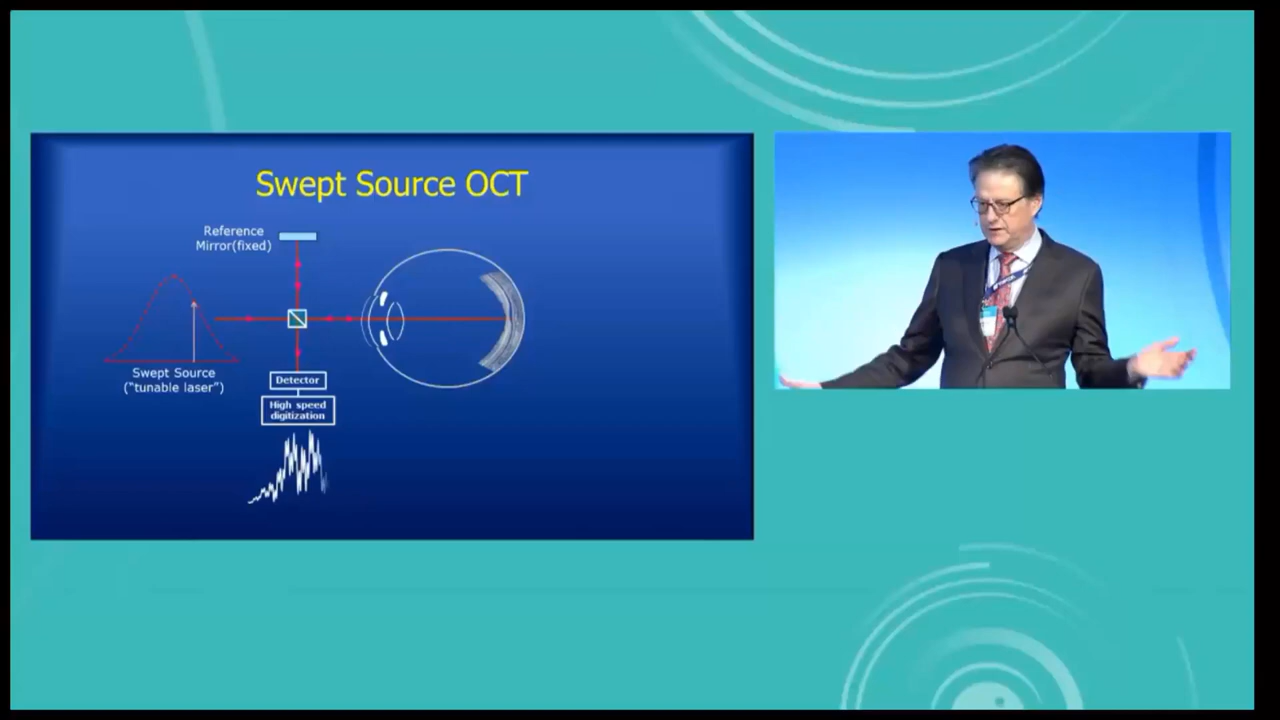 Swept Source OCT
Reference
Mirror(fixed)
Swept Source
("tunable laser")
Detector
High speed
digitization